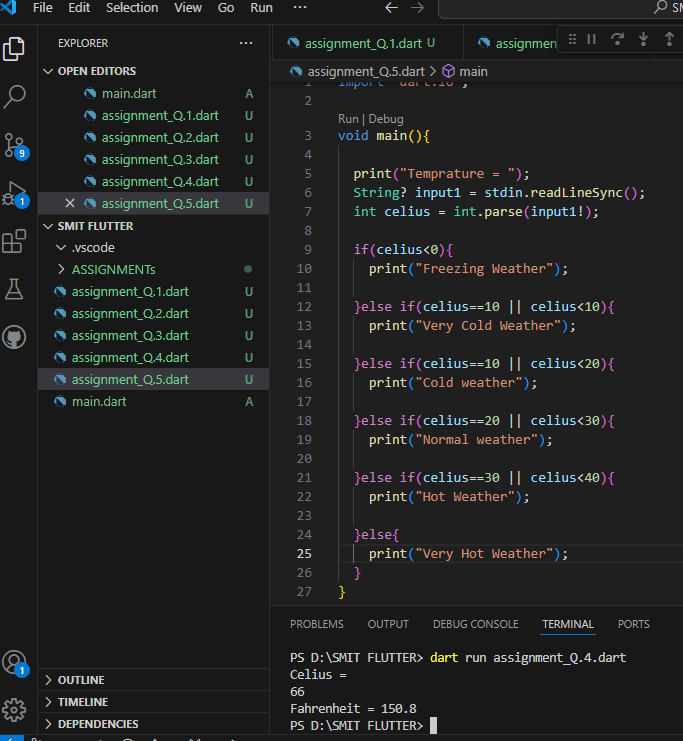 File Edit Selection View Go Run ··· SM
EXPLORER ···
OPEN EDITORS
main.dart A
assignment_Q.1.dart U
assignment_Q.2.dart U
assignment_Q.3.dart U
assignment_Q.4.dart U
assignment_Q.5.dart U
SMIT FLUTTER
.vscode
ASSIGNMENTs
assignment_Q.1.dart U
assignment_Q.2.dart U
assignment_Q.3.dart U
assignment_Q.4.dart U
assignment_Q.5.dart U
main.dart A
OUTLINE
TIMELINE
DEPENDENCIES
9
1
1
assignment_Q.1.dart U assignmen
assignment_Q.5.dart > main
1 import 'dart:io';
2
Run | Debug
3 void main(){
4
5 print("Temprature = ");
6 String? input1 = stdin.readLineSync();
7 int celius = int.parse(input1!);
8
9 if(celius<0){
10 print("Freezing Weather");
11
12 }else if(celius==10 || celius<10){
13 print("Very Cold Weather");
14
15 }else if(celius==10 || celius<20){
16 print("Cold weather");
17
18 }else if(celius==20 || celius<30){
19 print("Normal weather");
20
21 }else if(celius==30 || celius<40){
22 print("Hot Weather");
23
24 }else{
25 print("Very Hot Weather");
26 }
27 }
PROBLEMS OUTPUT DEBUG CONSOLE TERMINAL PORTS
PS D:\SMIT FLUTTER> dart run assignment_Q.4.dart
Celius =
66
Fahrenheit = 150.8
PS D:\SMIT FLUTTER>